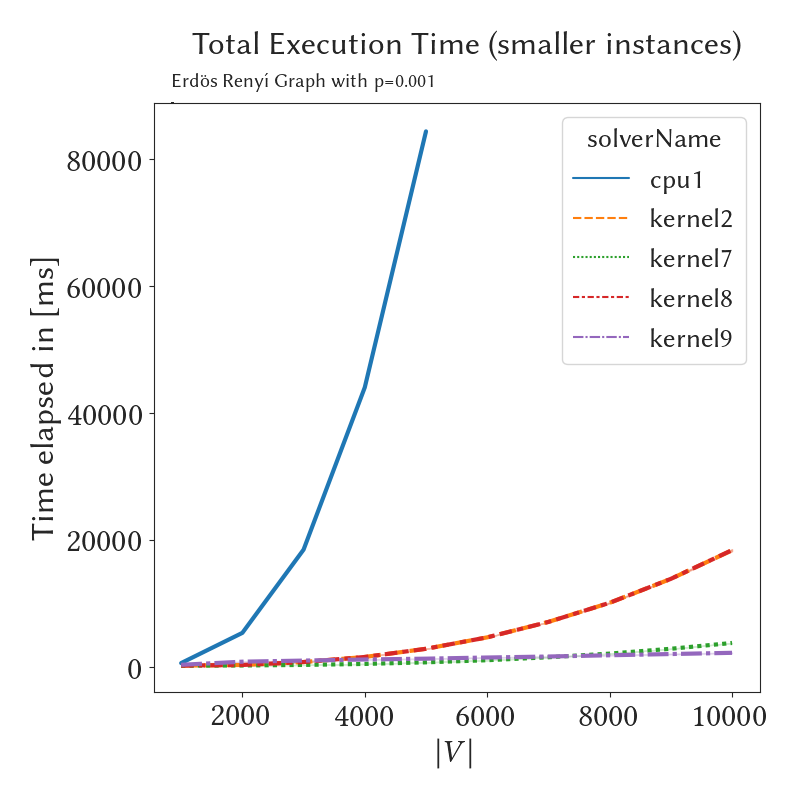 Total Execution Time (smaller instances)
Erdös Renyí Graph with p=0.001
solverName
cpu1
kernel2
kernel7
kernel8
kernel9
80000
60000
40000
20000
0
Time elapsed in [ms]
2000 4000 6000 8000 10000
|V|